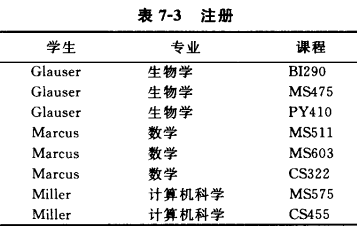 表 7-3 注册
学生 专业 课程
Glauser 生物学 BI290
Glauser 生物学 MS475
Glauser 生物学 PY410
Marcus 数学 MS511
Marcus 数学 MS603
Marcus 数学 CS322
Miller 计算机科学 MS575
Miller 计算机科学 CS455